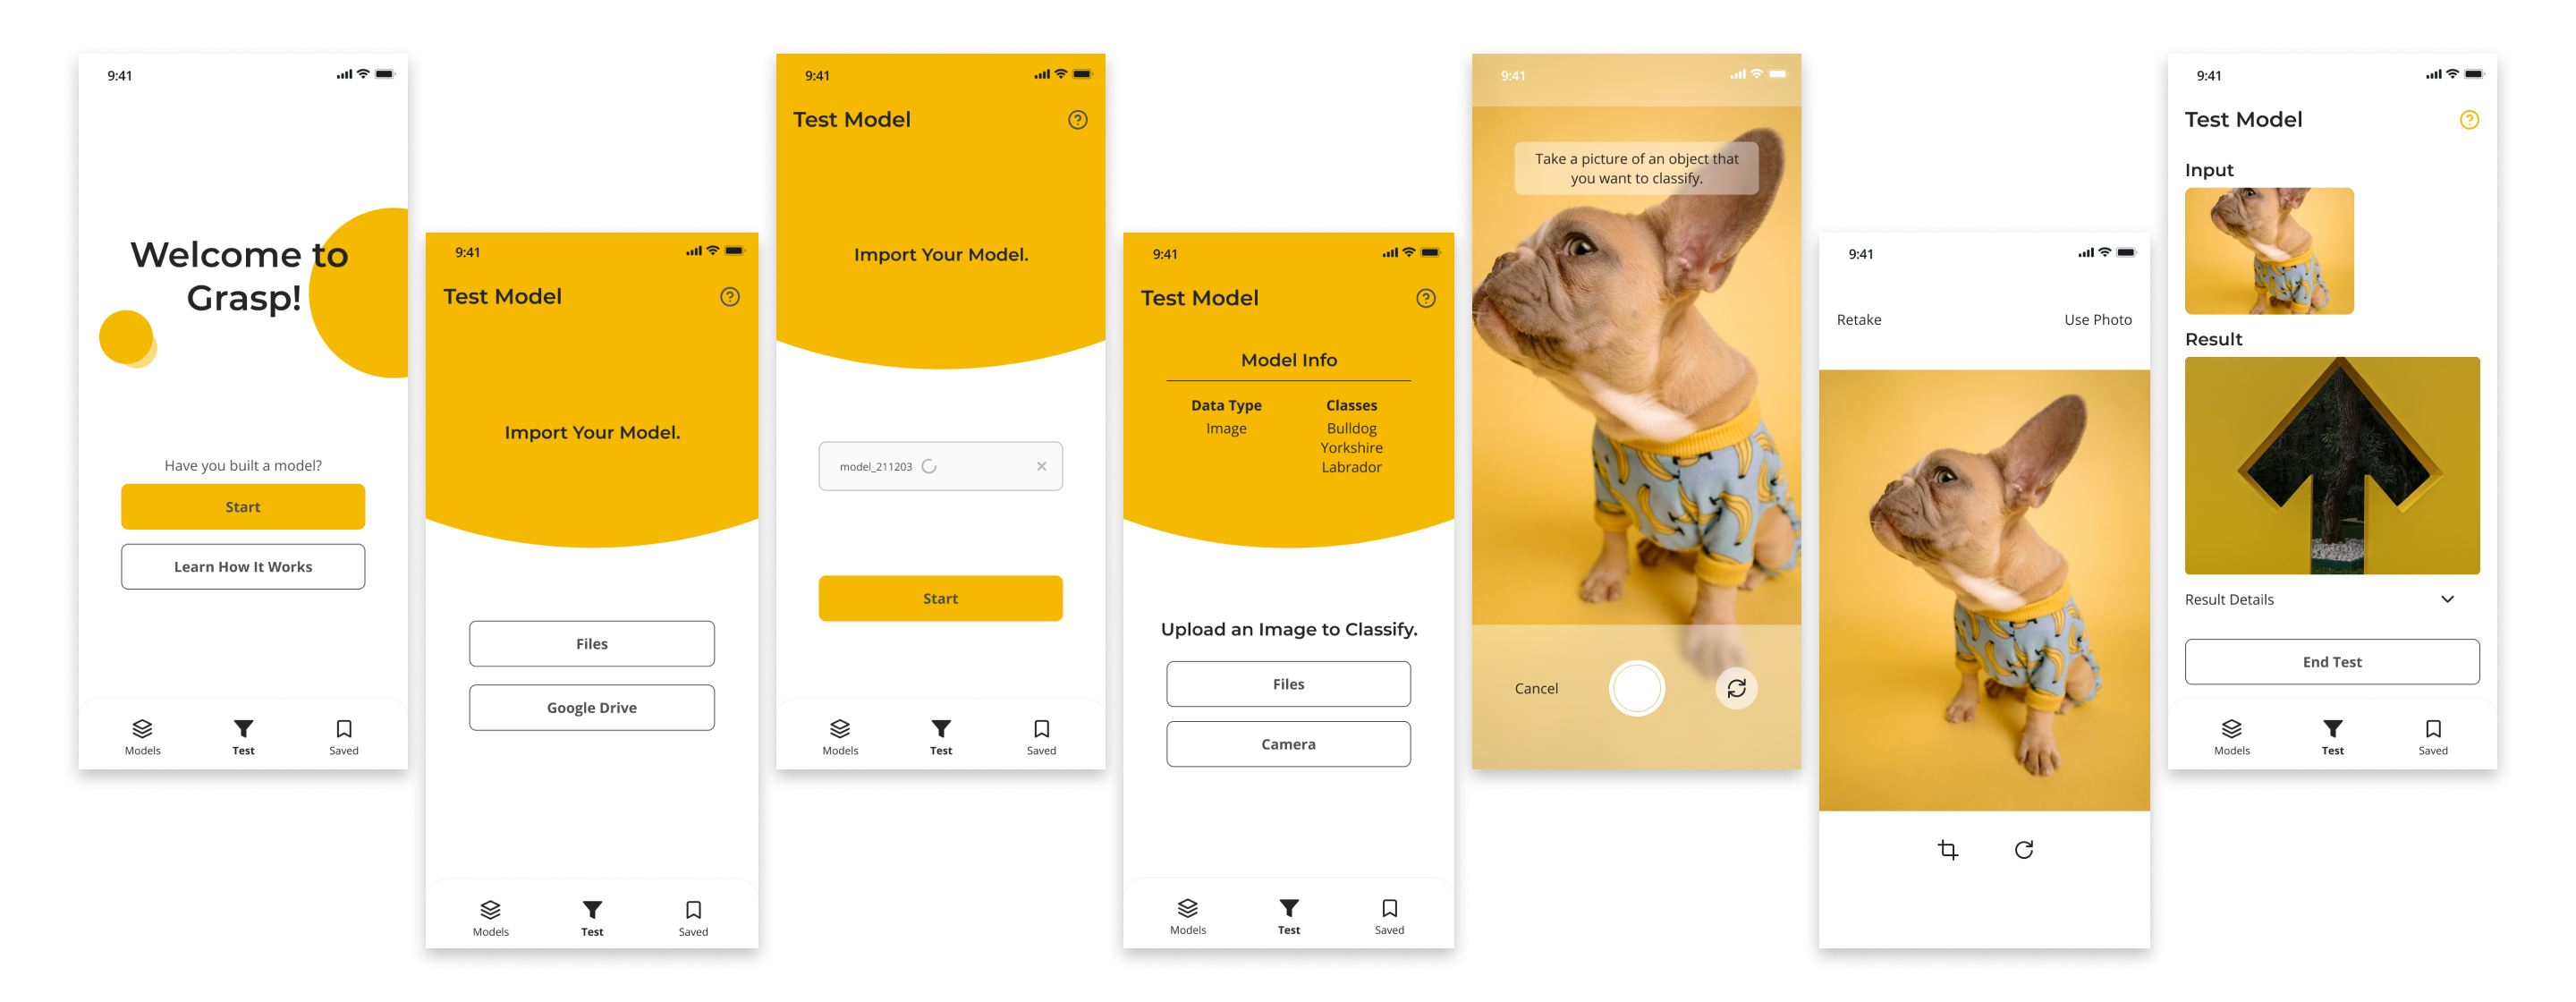 9:41
Welcome to
Grasp!
Have you built a model?
Start
Learn How It Works
Models
Test
Saved
9:41
Test Model
Import Your Model.
Files
Google Drive
Models
Test
Saved
9:41
Test Model
Import Your Model.
model_211203
Start
Models
Test
Saved
9:41
Test Model
Model Info
Data Type Classes
Image Bulldog
Yorkshire
Labrador
Upload an Image to Classify.
Files
Camera
Models
Test
Saved
9:41
Take a picture of an object that
you want to classify.
Cancel
9:41
Retake Use Photo
9:41
Test Model
Input
Result
Result Details
End Test
Models
Test
Saved